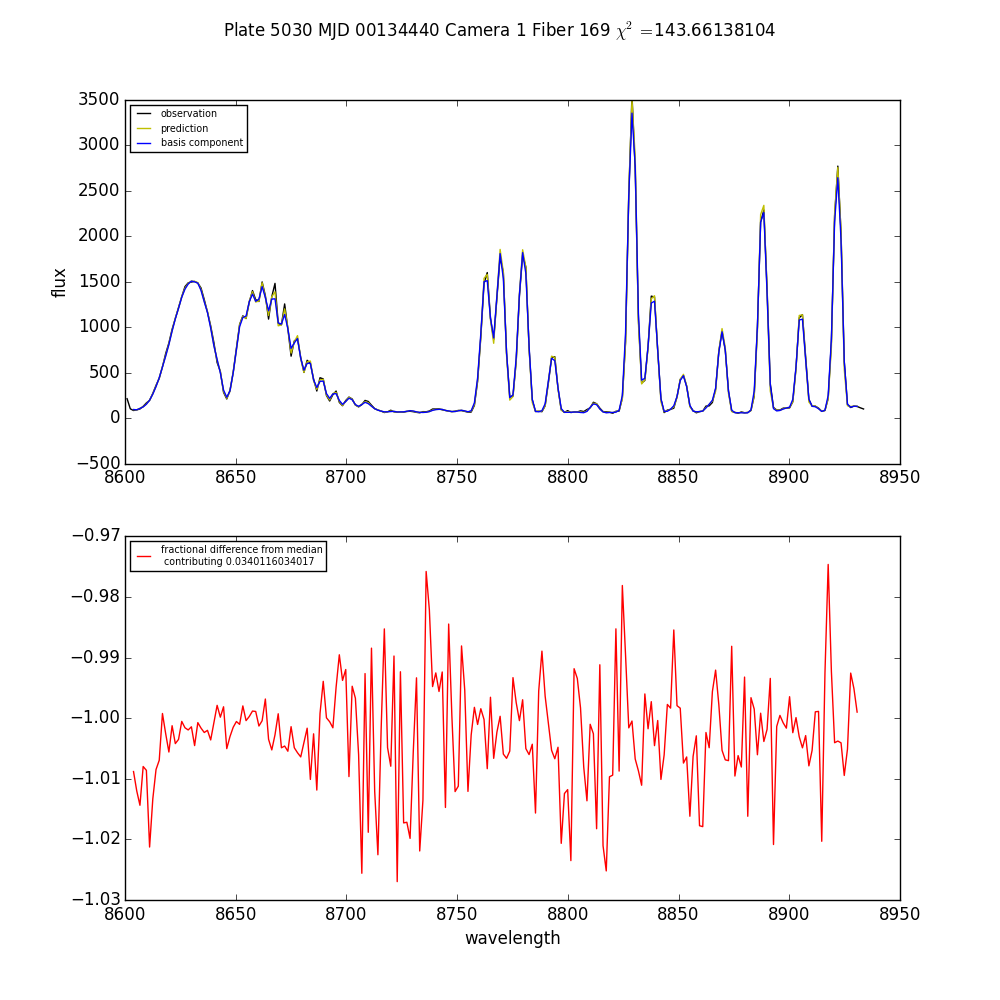 Plate 5030 MJD 00134440 Camera 1 Fiber 169 χ² =143.66138104
3500
3000
2500
2000
1500
1000
500
0
−500
flux
observation
prediction
basis component
8600 8650 8700 8750 8800 8850 8900 8950
−0.97
−0.98
−0.99
−1.00
−1.01
−1.02
−1.03
fractional difference from median
contributing 0.0340116034017
8600 8650 8700 8750 8800 8850 8900 8950
wavelength